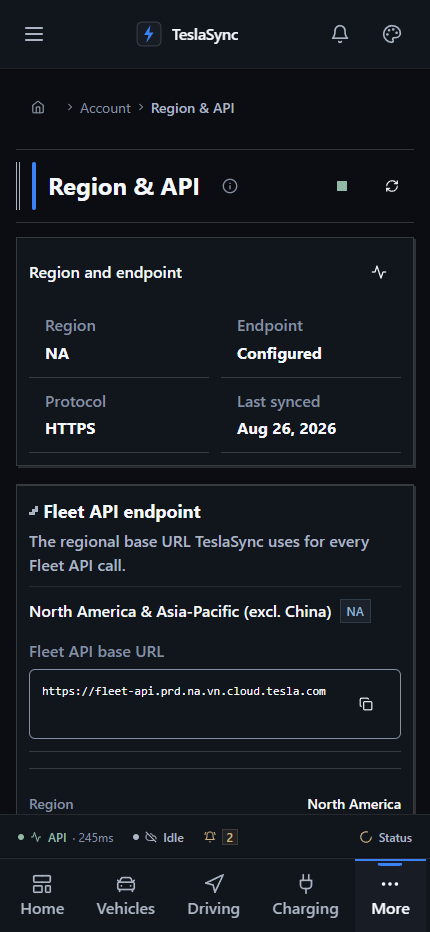 TeslaSync
Account
Region & API
Region & API
Region and endpoint
Region
Endpoint
NA
Configured
Protocol
Last synced
HTTPS
Aug 26, 2026
Fleet API endpoint
The regional base URL TeslaSync uses for every
Fleet API call.
North America & Asia-Pacific (excl. China) NA
Fleet API base URL
https://fleet-api.prd.na.vn.cloud.tesla.com
Region
North America
API · 245ms
Idle
2
Status
Home
Vehicles
Driving
Charging
More